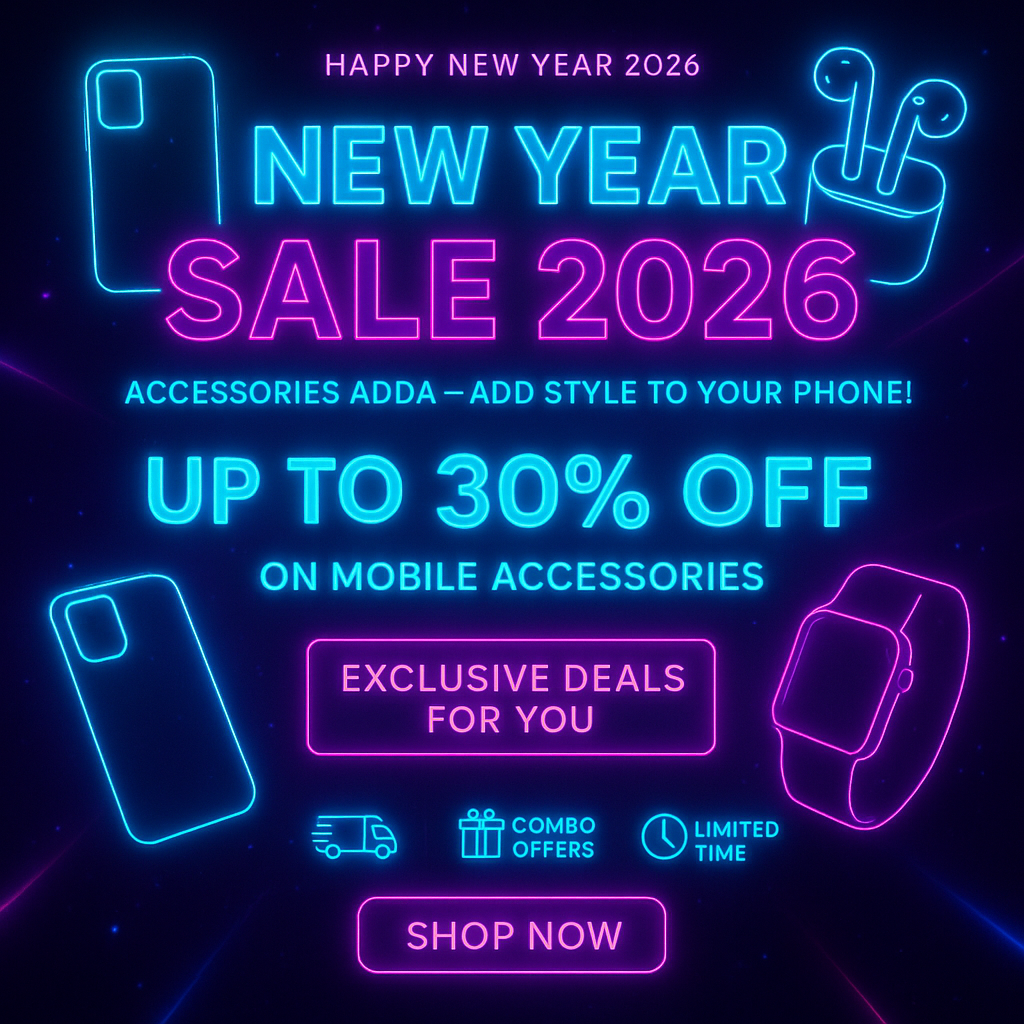 HAPPY NEW YEAR 2026
NEW YEAR
SALE 2026
ACCESSORIES ADDA – ADD STYLE TO YOUR PHONE!
UP TO 30% OFF
ON MOBILE ACCESSORIES
EXCLUSIVE DEALS
FOR YOU
COMBO
OFFERS
LIMITED
TIME
SHOP NOW